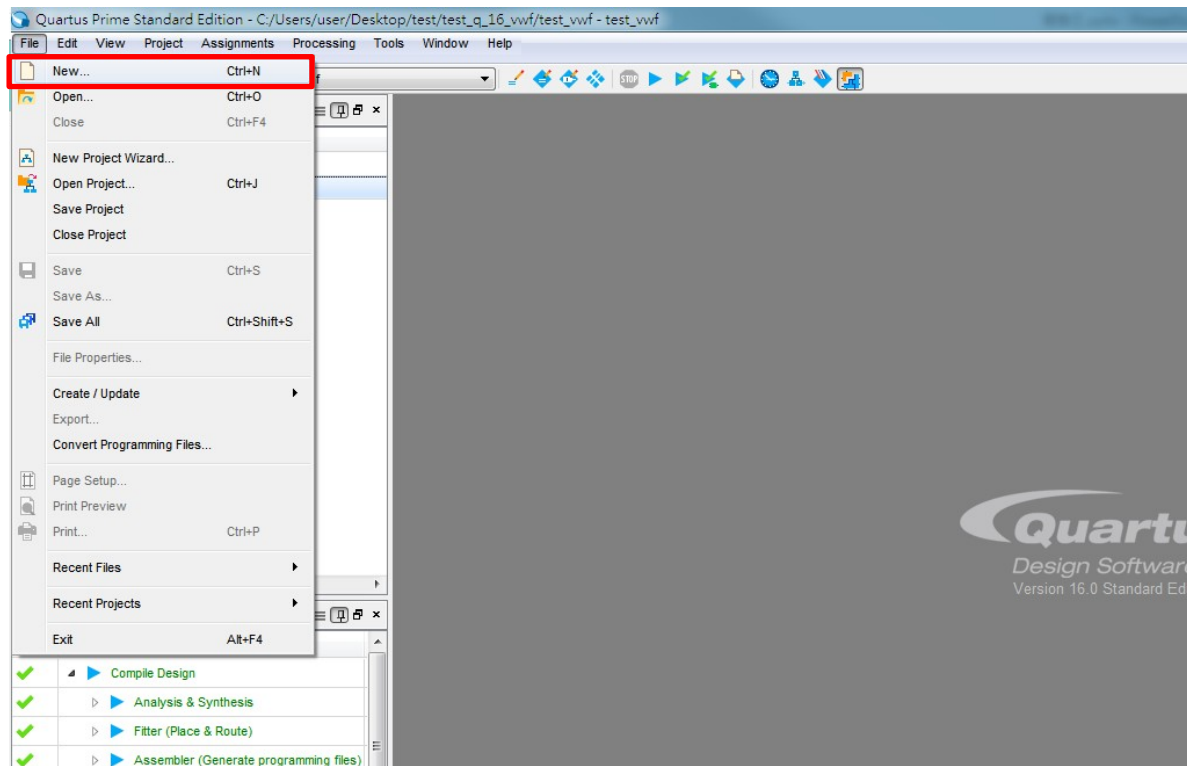 Quartus Prime Standard Edition - C:/Users/user/Desktop/test/test_q_16_vwf/test_vwf - test_vwf
File Edit View Project Assignments Processing Tools Window Help
New... Ctrl+N
Open... Ctrl+O
Close Ctrl+F4
New Project Wizard...
Open Project... Ctrl+J
Save Project
Close Project
Save Ctrl+S
Save As...
Save All Ctrl+Shift+S
File Properties...
Create / Update
Export...
Convert Programming Files...
Page Setup...
Print Preview
Print... Ctrl+P
Recent Files
Recent Projects
Exit Alt+F4
Compile Design
Analysis & Synthesis
Fitter (Place & Route)
Assembler (Generate programming files)
STOP
Quartu
Design Software
Version 16.0 Standard Ed